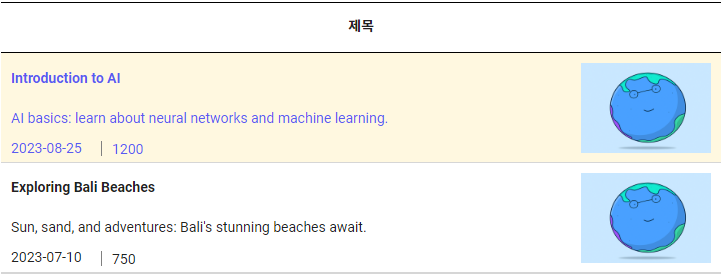 제목
Introduction to AI
AI basics: learn about neural networks and machine learning.
2023-08-25 | 1200
Exploring Bali Beaches
Sun, sand, and adventures: Bali's stunning beaches await.
2023-07-10 | 750